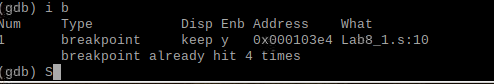 (gdb) i b
Num     Type           Disp Enb Address    What
1       breakpoint     keep y   0x000103e4 Lab8_1.s:10
        breakpoint already hit 4 times
(gdb) S